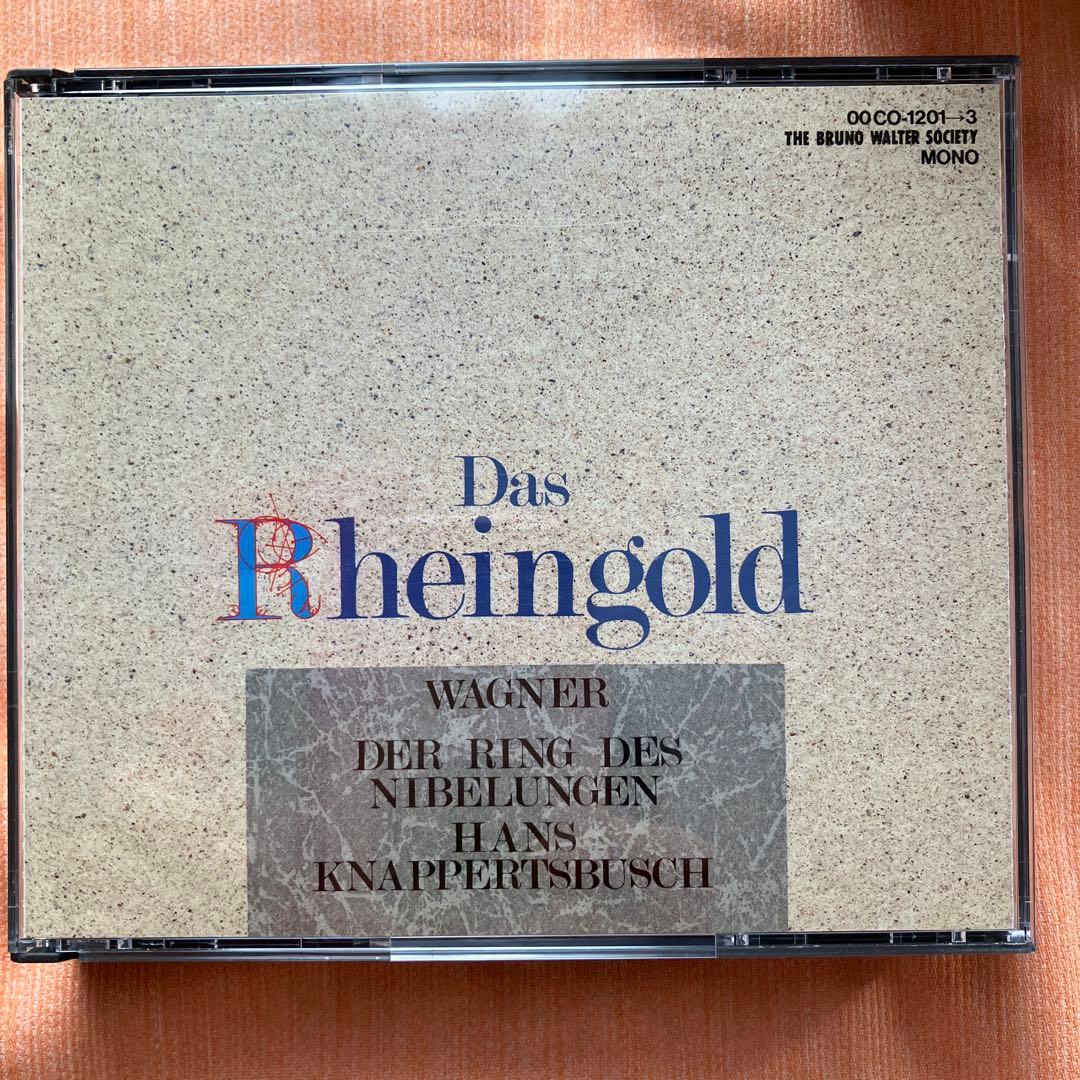 00CO-1201→3
THE BRUNO WALTER SOCIETY
MONO
Das
Rheingold
WAGNER
DER RING DES
NIBELUNGEN
HANS
KNAPPERTSBUSCH